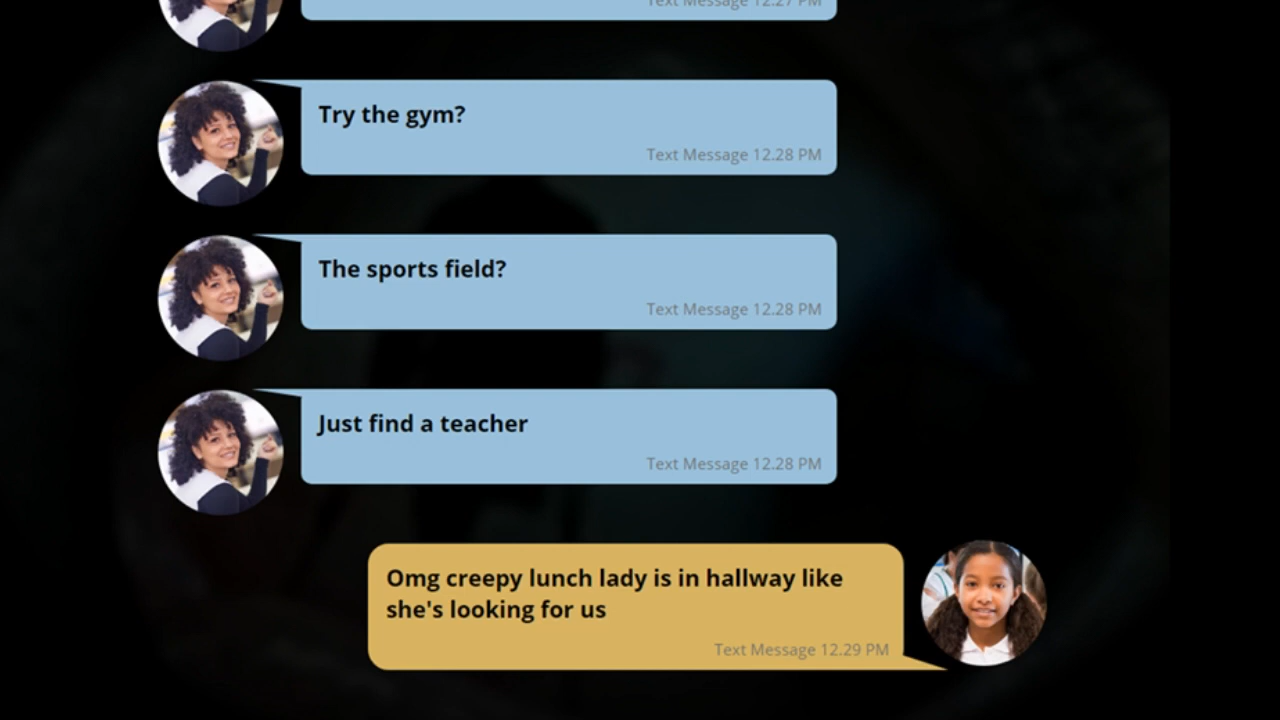 Text Message 12.27 PM
Try the gym?
Text Message 12.28 PM
The sports field?
Text Message 12.28 PM
Just find a teacher
Text Message 12.28 PM
Omg creepy lunch lady is in hallway like
she's looking for us
Text Message 12.29 PM